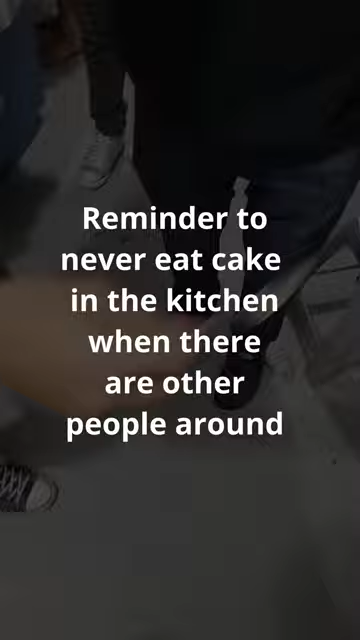 Reminder to
never eat cake
in the kitchen
when there
are other
people around